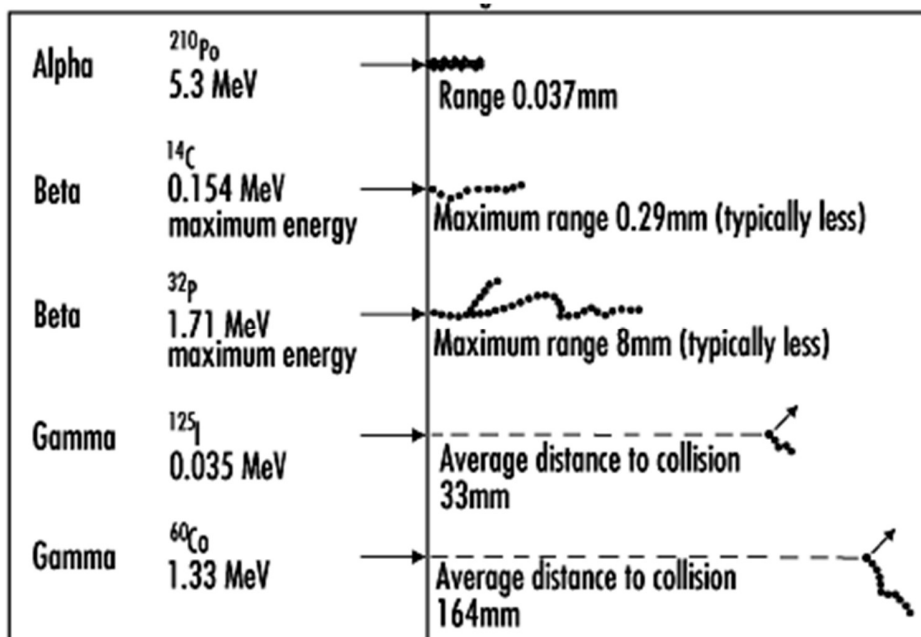 Alpha
²¹⁰Po
5.3 MeV
Range 0.037mm
Beta
¹⁴C
0.154 MeV
maximum energy
Maximum range 0.29mm (typically less)
Beta
³²P
1.71 MeV
maximum energy
Maximum range 8mm (typically less)
Gamma
¹²⁵I
0.035 MeV
Average distance to collision
33mm
Gamma
⁶⁰Co
1.33 MeV
Average distance to collision
164mm